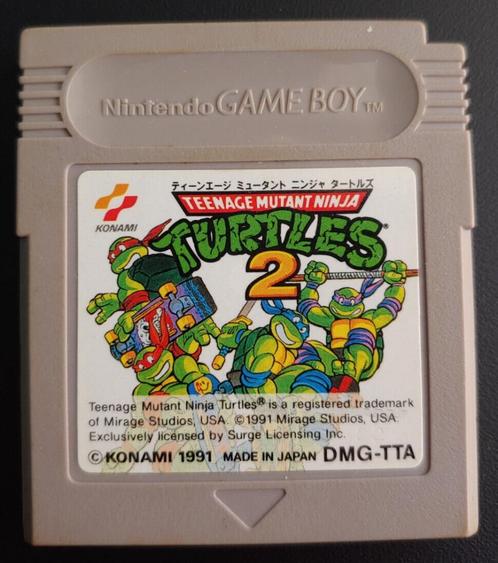 Nintendo GAME BOY TM
ティーンエージ ミュータント ニンジャ タートルズ
KONAMI
TEENAGE MUTANT NINJA
TURTLES®
2
Teenage Mutant Ninja Turtles® is a registered trademark
of Mirage Studios, USA. ©1991 Mirage Studios, USA.
Exclusively licensed by Surge Licensing Inc.
©KONAMI 1991 MADE IN JAPAN DMG-TTA